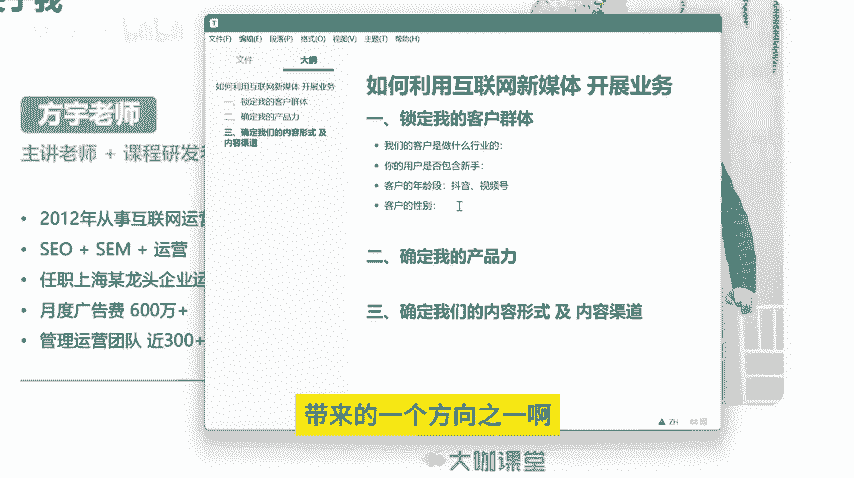 方宇老师
主讲老师 + 课程研发
2012年从事互联网运营
SEO + SEM + 运营
任职上海某龙头企业运
月度广告费 600万+
管理运营团队 近300+
文件(F) 编辑(E) 段落(P) 格式(O) 视图(V) 主题(T) 帮助(H)
文件 大纲
如何利用互联网新媒体 开展业务
一、锁定我的客户群体
二、确定我的产品力
三、确定我们的内容形式 及
内容渠道
如何利用互联网新媒体 开展业务
一、锁定我的客户群体
我们的客户是做什么行业的:
你的用户是否包含新手:
客户的年龄段: 抖音、视频号
客户的性别:
二、确定我的产品力
三、确定我们的内容形式 及 内容渠道
带来的一个方向之一啊
大咖课堂